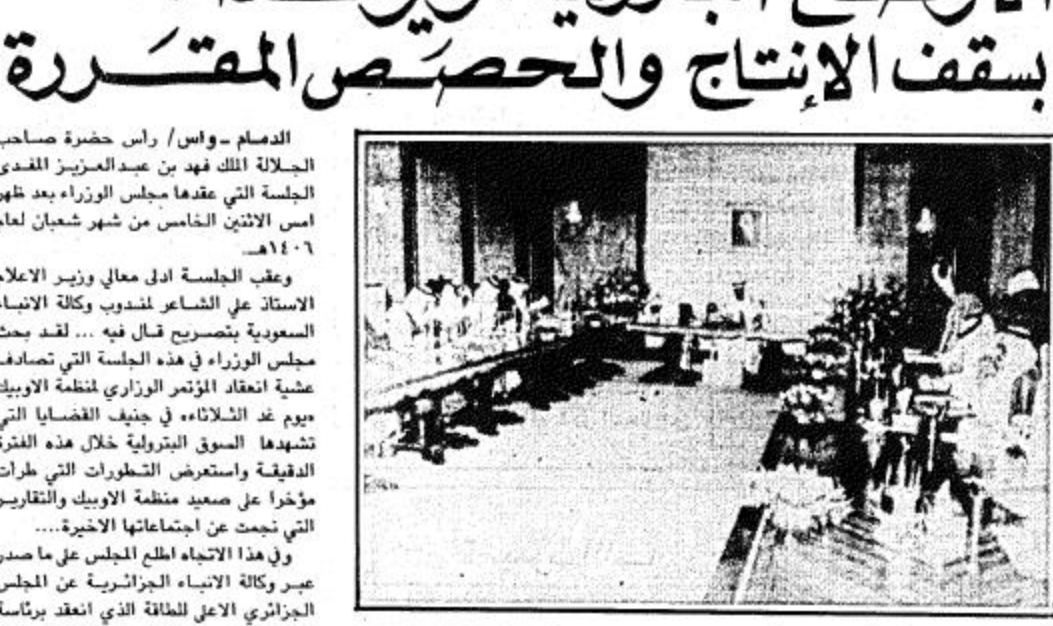 بسقف الإنتاج والحصص المقررة
الدمام - واس / رأس حضرة صاحب
الجلالة الملك فهد بن عبدالعزيز المفدى
الجلسة التي عقدها مجلس الوزراء بعد ظهر
امس الاثنين الخامس من شهر شعبان لعام
١٤٠٦هـ
وعقب الجلسة ادلى معالي وزير الاعلام
الاستاذ علي الشاعر لمندوب وكالة الانباء
السعودية بتصريح قال فيه ... لقد بحث
مجلس الوزراء في هذه الجلسة التي تصادف
عشية انعقاد المؤتمر الوزاري لمنظمة الاوبيك
«يوم غد الثلاثاء» في جنيف القضايا التي
تشهدها السوق البترولية خلال هذه الفترة
الدقيقة واستعرض التطورات التي طرأت
مؤخرا على صعيد منظمة الاوبيك والتقارير
التي نجمت عن اجتماعاتها الاخيرة....
وفي هذا الاتجاه اطلع المجلس على ما صدر
عبر وكالة الانباء الجزائرية عن المجلس
الجزائري الاعلى للطاقة الذي انعقد برئاسة